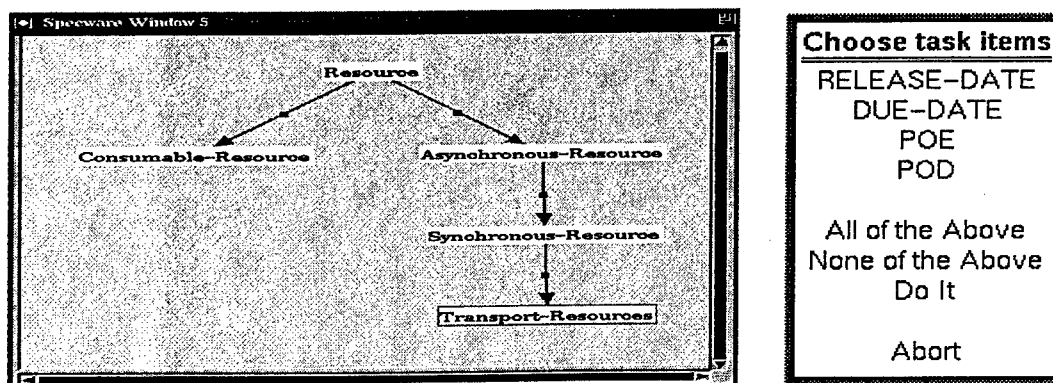 Specware Window 5
Resource
Consumable-Resource
Asynchronous-Resource
Synchronous-Resource
Transport-Resources
Choose task items
RELEASE-DATE
DUE-DATE
POE
POD
All of the Above
None of the Above
Do It
Abort